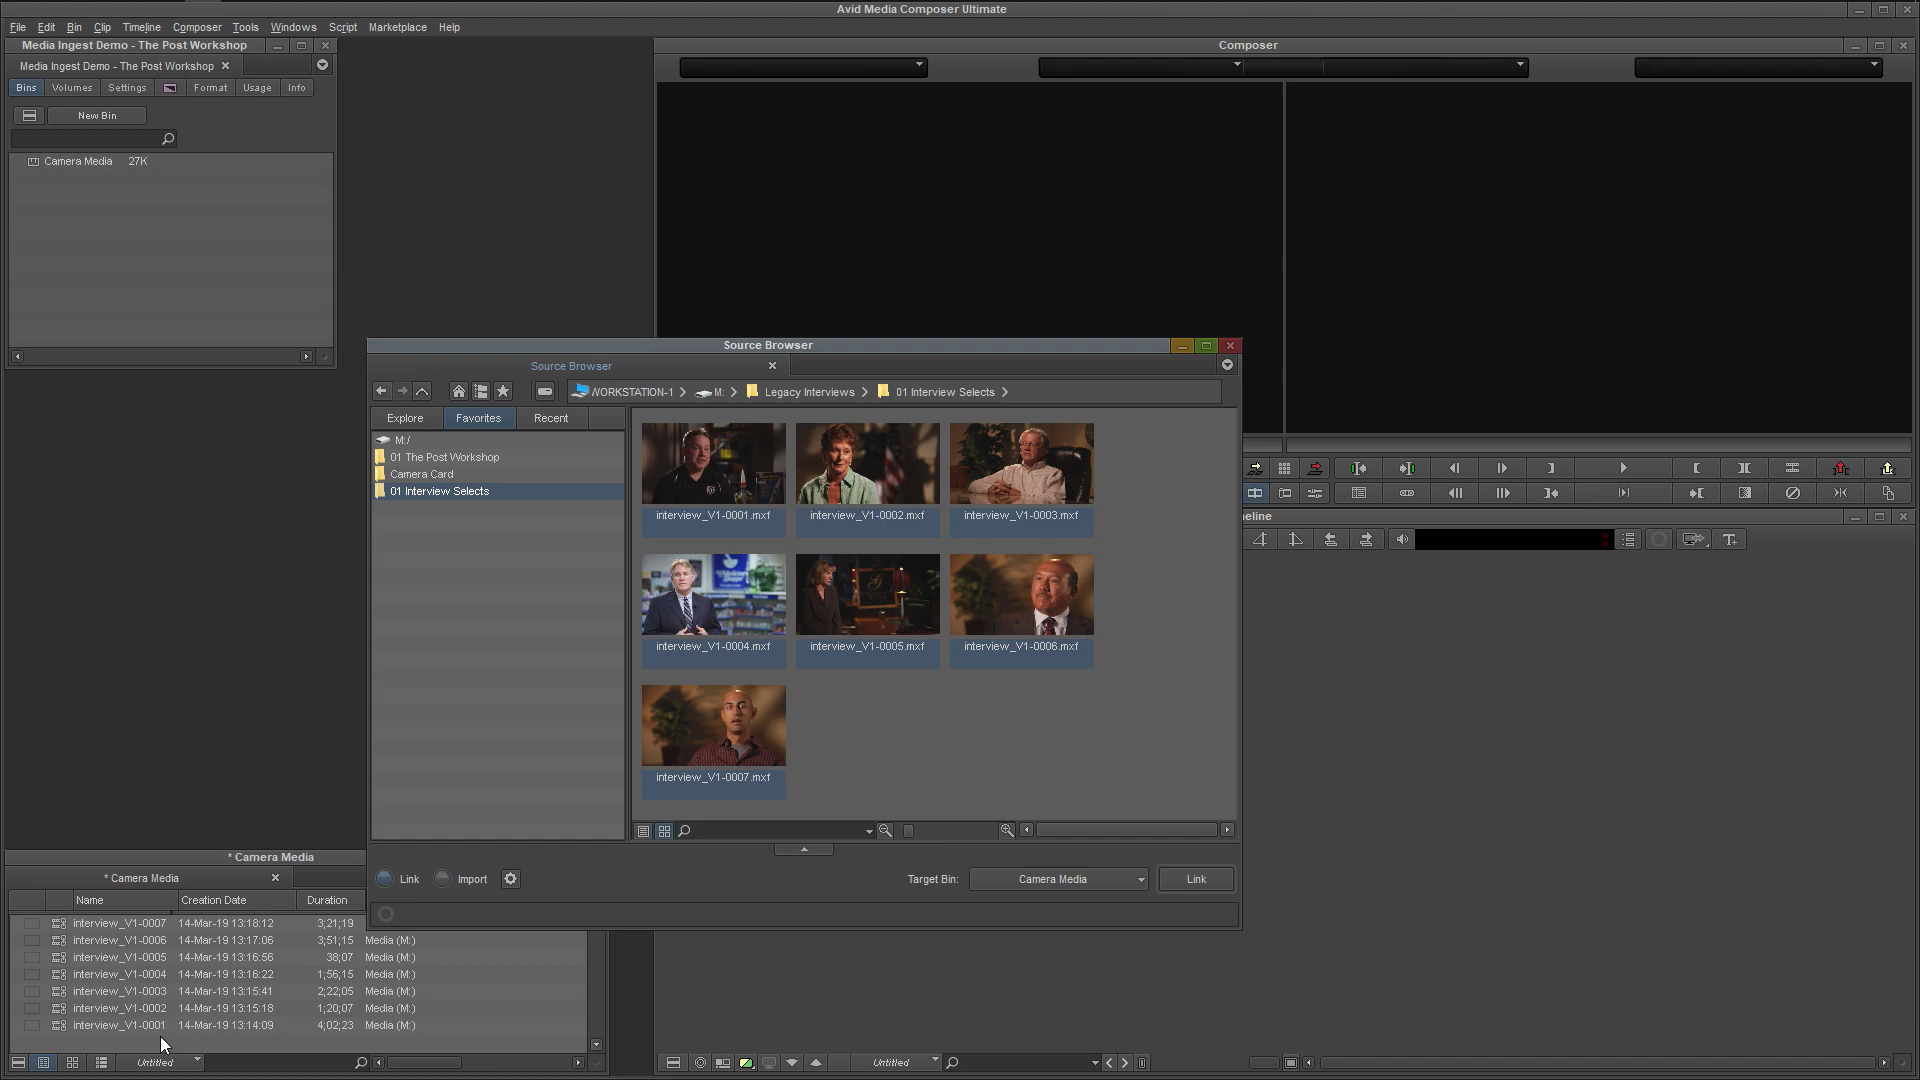 Avid Media Composer Ultimate
File Edit Bin Clip Timeline Composer Tools Windows Script Marketplace Help
Media Ingest Demo - The Post Workshop
Media Ingest Demo - The Post Workshop
Bins Volumes Settings Format Usage Info
New Bin
Camera Media 27K
Composer
Source Browser
Source Browser
WORKSTATION-1 M: Legacy Interviews 01 Interview Selects
Explore Favorites Recent
M:/
01 The Post Workshop
Camera Card
01 Interview Selects
interview_V1-0001.mxf interview_V1-0002.mxf interview_V1-0003.mxf
interview_V1-0004.mxf interview_V1-0005.mxf interview_V1-0006.mxf
interview_V1-0007.mxf
Link Import Target Bin: Camera Media Link
eline
* Camera Media
* Camera Media
Name Creation Date Duration
interview_V1-0007 14-Mar-19 13:18:12 3;21;19
interview_V1-0006 14-Mar-19 13:17:06 3;51;15 Media (M:)
interview_V1-0005 14-Mar-19 13:16:56 38;07 Media (M:)
interview_V1-0004 14-Mar-19 13:16:22 1;56;15 Media (M:)
interview_V1-0003 14-Mar-19 13:15:41 2;22;05 Media (M:)
interview_V1-0002 14-Mar-19 13:15:18 1;20;07 Media (M:)
interview_V1-0001 14-Mar-19 13:14:09 4;02;23 Media (M:)
Untitled
Untitled